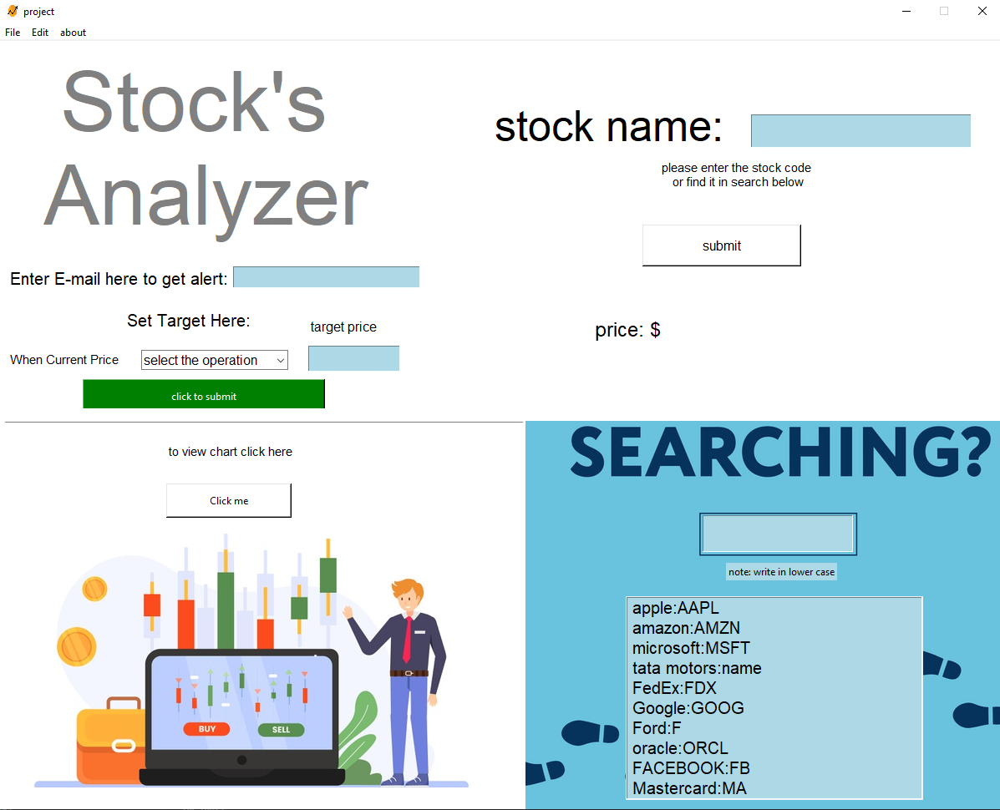 project
File Edit about
Stock's
Analyzer
stock name:
please enter the stock code
or find it in search below
submit
Enter E-mail here to get alert:
Set Target Here:
target price
When Current Price
select the operation
click to submit
price: $
to view chart click here
Click me
BUY
SELL
SEARCHING?
note: write in lower case
apple:AAPL
amazon:AMZN
microsoft:MSFT
tata motors:name
FedEx:FDX
Google:GOOG
Ford:F
oracle:ORCL
FACEBOOK:FB
Mastercard:MA